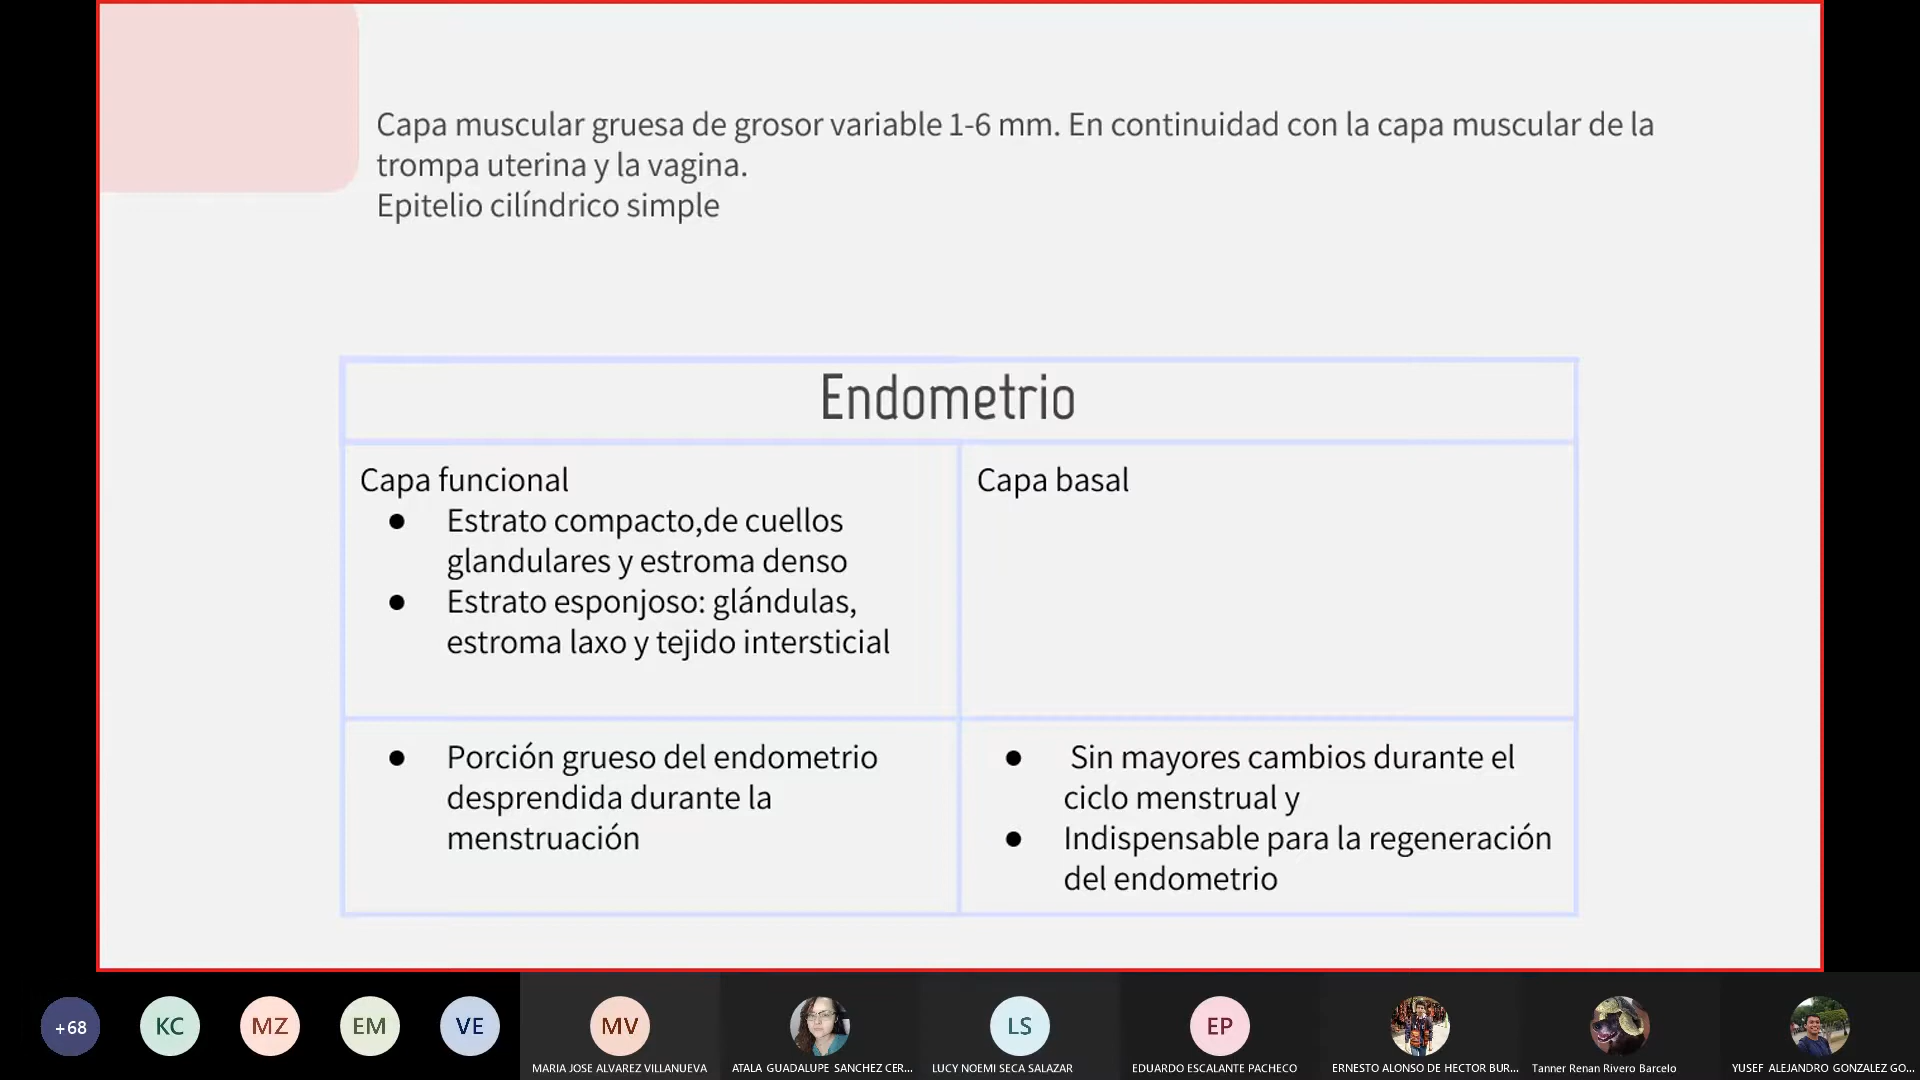 Capa muscular gruesa de grosor variable 1-6 mm. En continuidad con la capa muscular de la
trompa uterina y la vagina.
Epitelio cilíndrico simple
Endometrio
Capa funcional
● Estrato compacto,de cuellos
glandulares y estroma denso
● Estrato esponjoso: glándulas,
estroma laxo y tejido intersticial
Capa basal
● Porción grueso del endometrio
desprendida durante la
menstruación
● Sin mayores cambios durante el
ciclo menstrual y
● Indispensable para la regeneración
del endometrio
+68
KC
MZ
EM
VE
MV
LS
EP
MARIA JOSE ALVAREZ VILLANUEVA
ATALA GUADALUPE SANCHEZ CER...
LUCY NOEMI SECA SALAZAR
EDUARDO ESCALANTE PACHECO
ERNESTO ALONSO DE HECTOR BUR...
Tanner Renan Rivero Barcelo
YUSEF ALEJANDRO GONZALEZ GO...